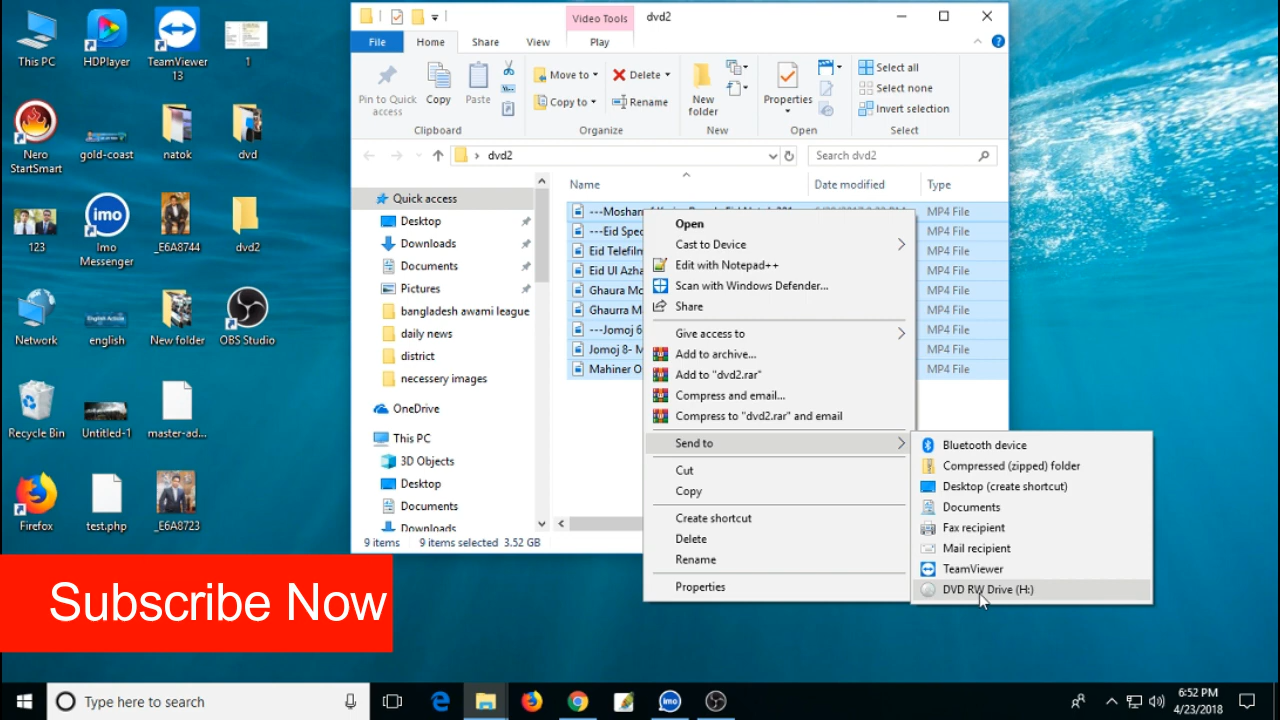 This PC
HDPlayer
TeamViewer
13
1
Nero
StartSmart
gold-coast
natok
dvd
123
Imo
Messenger
_E6A8744
dvd2
Network
english
New folder
OBS Studio
Recycle Bin
Untitled-1
master-ad...
Firefox
test.php
_E6A8723
Video Tools
dvd2
File
Home
Share
View
Play
Pin to Quick
access
Copy
Paste
Clipboard
Move to
Copy to
Delete
Rename
Organize
New
folder
New
Properties
Open
Select all
Select none
Invert selection
Select
dvd2
Search dvd2
Name
Date modified
Type
Quick access
Desktop
Downloads
Documents
Pictures
bangladesh awami league
daily news
district
necessery images
OneDrive
This PC
3D Objects
Desktop
Documents
Downloads
MP4 File
---Eid Spec
MP4 File
Eid Telefilm
MP4 File
Eid Ul Azha
MP4 File
Ghaura Mo
MP4 File
Ghaurra M
MP4 File
---Jomoj 6
MP4 File
Jomoj 8- M
MP4 File
Mahiner O
MP4 File
9 items
9 items selected
3.52 GB
Open
Cast to Device
Edit with Notepad++
Scan with Windows Defender...
Share
Give access to
Add to archive...
Add to "dvd2.rar"
Compress and email...
Compress to "dvd2.rar" and email
Send to
Cut
Copy
Create shortcut
Delete
Rename
Properties
Bluetooth device
Compressed (zipped) folder
Desktop (create shortcut)
Documents
Fax recipient
Mail recipient
TeamViewer
DVD RW Drive (H:)
Subscribe Now
Type here to search
imo
6:52 PM
4/23/2018